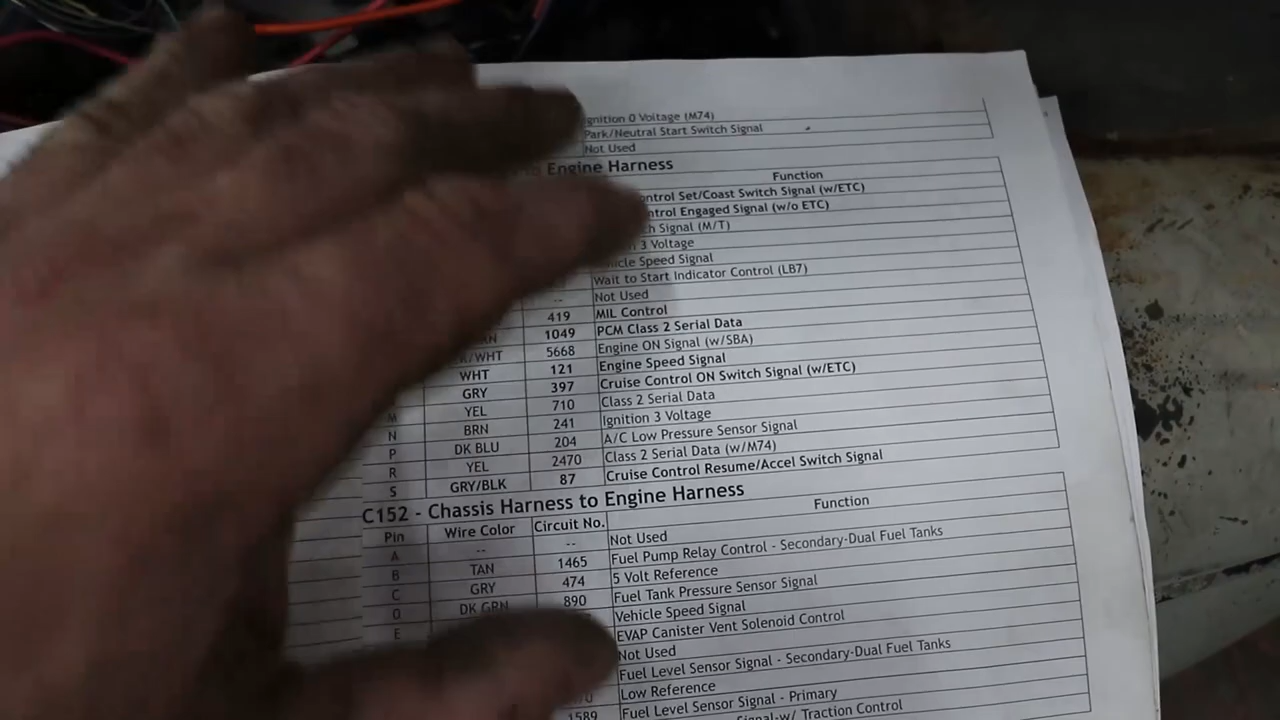 Ignition 0 Voltage (M74)
Park/Neutral Start Switch Signal
Not Used
to Engine Harness
Function
Control Set/Coast Switch Signal (w/ETC)
Control Engaged Signal (w/o ETC)
Signal (M/T)
3 Voltage
Vehicle Speed Signal
Wait to Start Indicator Control (LB7)
-- Not Used
419 MIL Control
1049 PCM Class 2 Serial Data
/WHT 5668 Engine ON Signal (w/SBA)
WHT 121 Engine Speed Signal
GRY 397 Cruise Control ON Switch Signal (w/ETC)
M YEL 710 Class 2 Serial Data
N BRN 241 Ignition 3 Voltage
P DK BLU 204 A/C Low Pressure Sensor Signal
R YEL 2470 Class 2 Serial Data (w/M74)
S GRY/BLK 87 Cruise Control Resume/Accel Switch Signal
C152 - Chassis Harness to Engine Harness
Pin Wire Color Circuit No. Function
A -- -- Not Used
B TAN 1465 Fuel Pump Relay Control - Secondary-Dual Fuel Tanks
C GRY 474 5 Volt Reference
D DK GRN 890 Fuel Tank Pressure Sensor Signal
E Vehicle Speed Signal
EVAP Canister Vent Solenoid Control
Not Used
Fuel Level Sensor Signal - Secondary-Dual Fuel Tanks
Low Reference
1589 Fuel Level Sensor Signal - Primary
Signal-w/ Traction Control